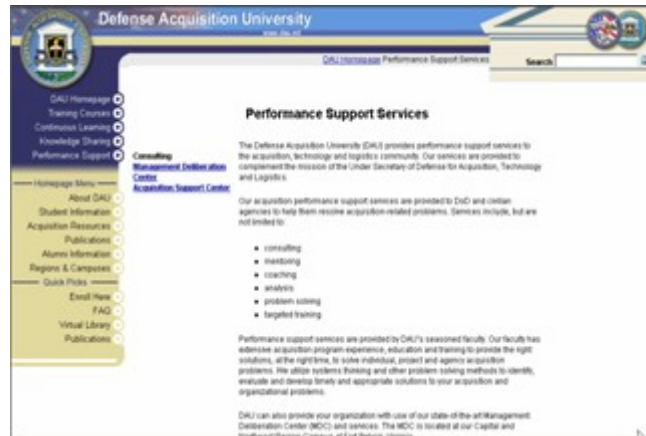 Defense Acquisition University
www.dau.mil
DAU Homepage Performance Support Services
Search
DAU Homepage
Training Courses
Continuous Learning
Knowledge Sharing
Performance Support
Homepage Menu
About DAU
Student Information
Acquisition Resources
Publications
Alumni Information
Regions & Campuses
Quick Picks
Enroll Here
FAQ
Virtual Library
Publications
Consulting
Management Deliberation
Center
Acquisition Support Center
Performance Support Services
The Defense Acquisition University (DAU) provides performance support services to
the acquisition, technology and logistics community. Our services are provided to
complement the mission of the Under Secretary of Defense for Acquisition, Technology
and Logistics.
Our acquisition performance support services are provided to DoD and civilian
agencies to help them resolve acquisition-related problems. Services include, but are
not limited to:
consulting
mentoring
coaching
analysis
problem solving
targeted training
Performance support services are provided by DAU's seasoned faculty. Our faculty has
extensive acquisition program experience, education and training to provide the right
solutions, at the right time, to solve individual, project and agency acquisition
problems. We utilize systems thinking and other problem solving methods to identify,
evaluate and develop timely and appropriate solutions to your acquisition and
organizational problems.
DAU can also provide your organization with use of our state-of-the-art Management
Deliberation Center (MDC) and services. The MDC is located at our Capital and